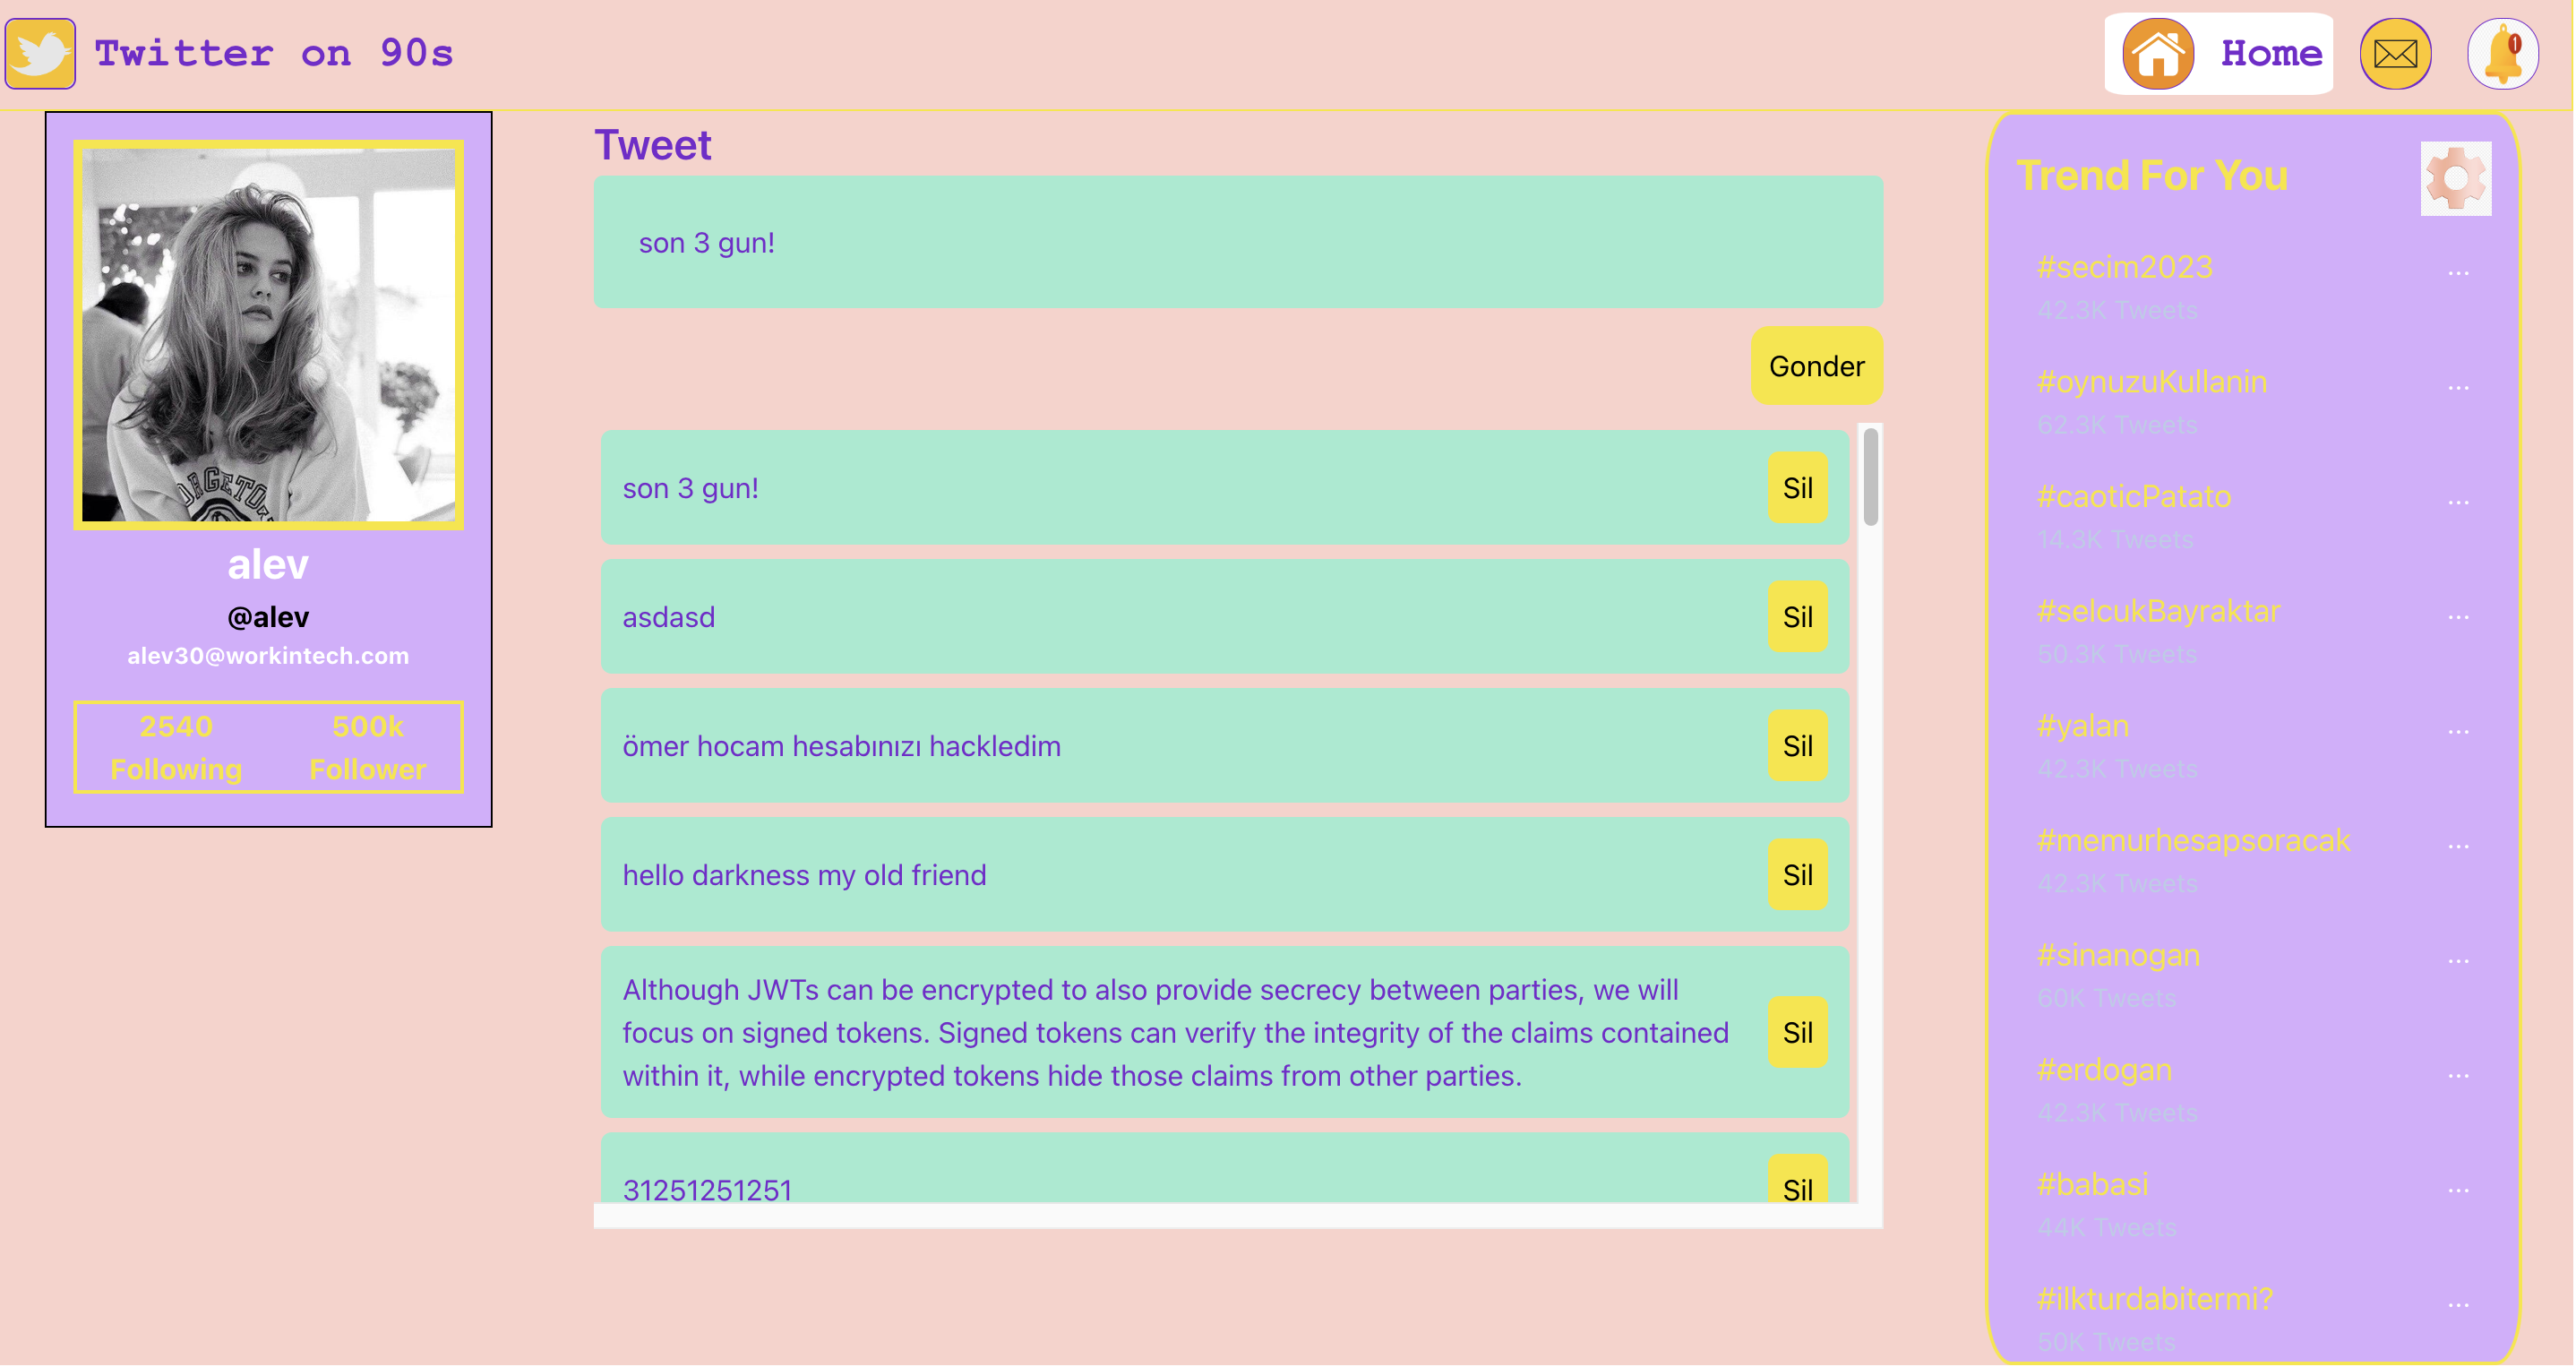 Twitter on 90s
Home
1
alev
@alev
alev30@workintech.com
2540
Following
500k
Follower
Tweet
son 3 gun!
Gonder
son 3 gun!
Sil
asdasd
Sil
ömer hocam hesabınızı hackledim
Sil
hello darkness my old friend
Sil
Although JWTs can be encrypted to also provide secrecy between parties, we will
focus on signed tokens. Signed tokens can verify the integrity of the claims contained
within it, while encrypted tokens hide those claims from other parties.
Sil
31251251251
Sil
Trend For You
#secim2023
...
42.3K Tweets
#oynuzuKullanin
...
62.3K Tweets
#caoticPatato
...
14.3K Tweets
#selcukBayraktar
...
50.3K Tweets
#yalan
...
42.3K Tweets
#memurhesapsoracak
...
42.3K Tweets
#sinanogan
...
60K Tweets
#erdogan
...
42.3K Tweets
#babasi
...
44K Tweets
#ilkturdabitermi?
...
50K Tweets